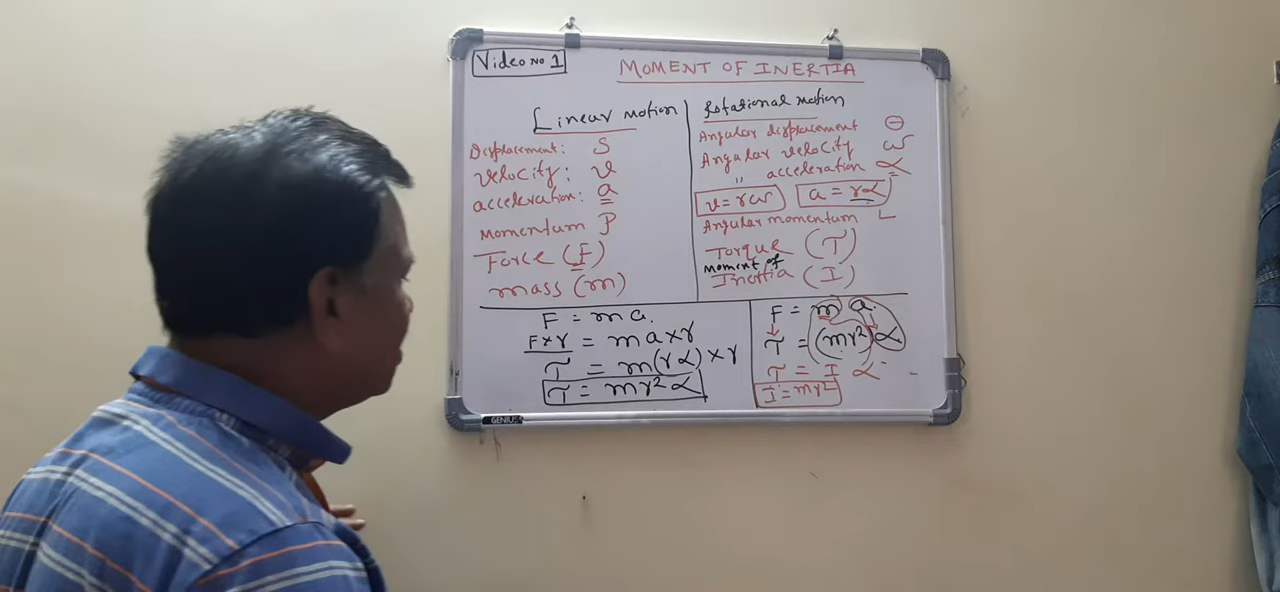 Video No 1
MOMENT OF INERTIA
Linear motion
Displacement: S
Velocity: v
acceleration: a
Momentum P
Force (F)
mass (m)
Rotational motion
Angular displacement θ
Angular velocity ω
" acceleration α
v = rω a = rα
Angular momentum L
Torque (τ)
moment of
Inertia (I)
F = ma.
F×r = ma×r
τ = m(rα)×r
τ = mr²α
F = m a.
τ = (mr²)α
τ = I α
I = mr²
GENIUS